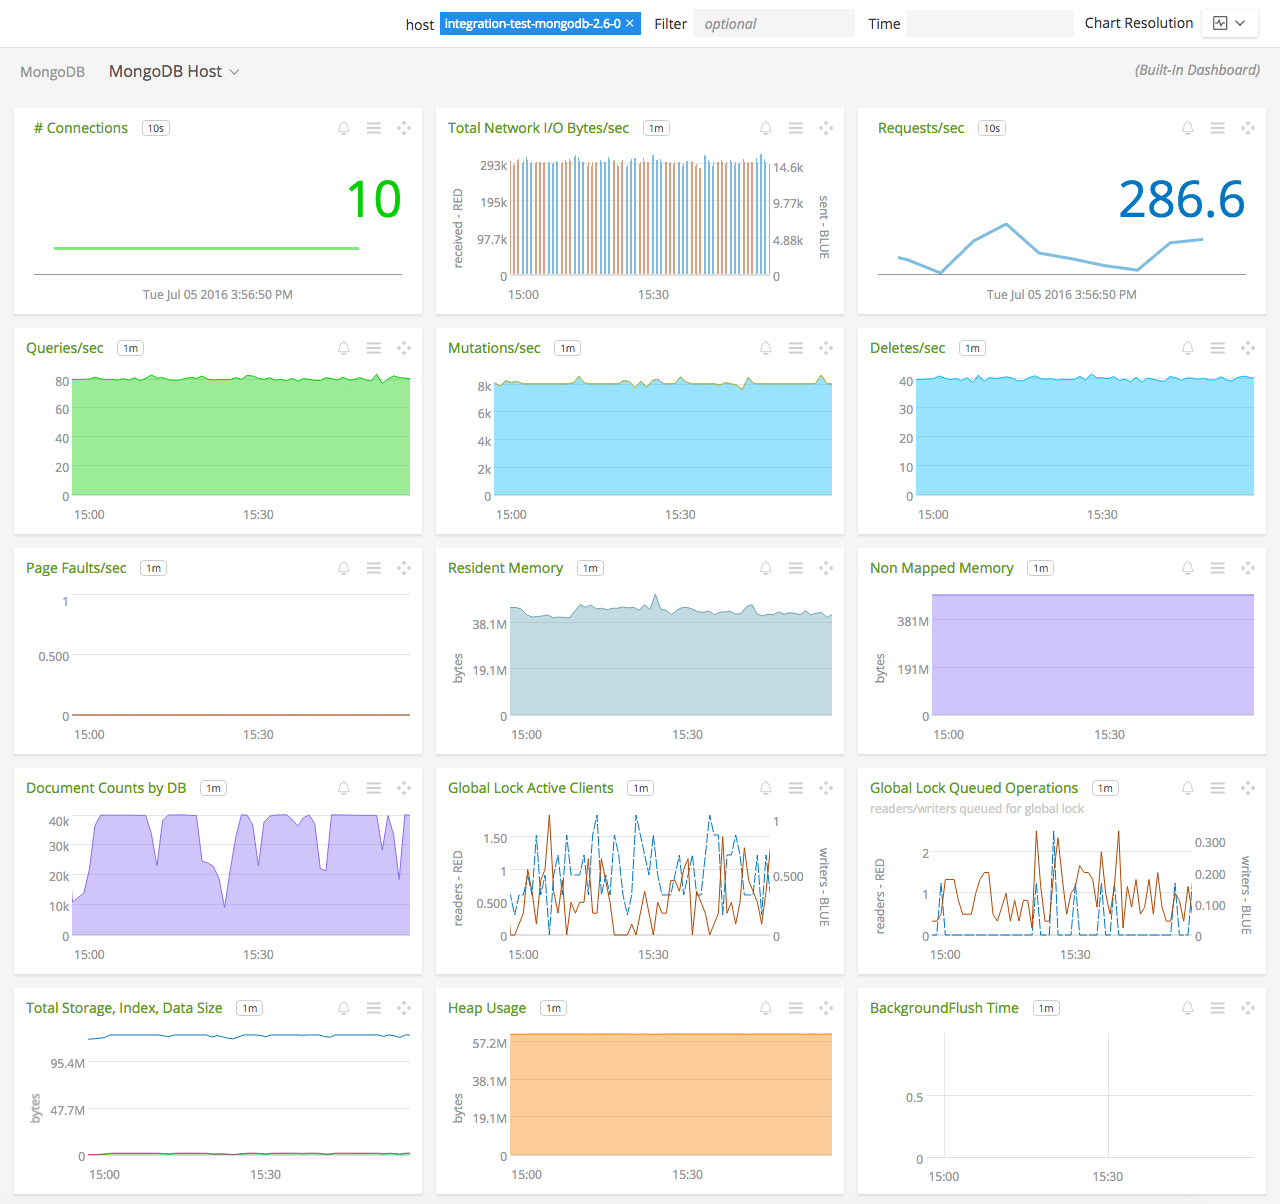 host integration-test-mongodb-2.6-0 × Filter optional Time Chart Resolution
MongoDB MongoDB Host (Built-In Dashboard)
# Connections 10s
10
Tue Jul 05 2016 3:56:50 PM
Total Network I/O Bytes/sec 1m
received - RED
293k
195k
97.7k
0
14.6k
9.77k
4.88k
0
sent - BLUE
15:00 15:30
Requests/sec 10s
286.6
Tue Jul 05 2016 3:56:50 PM
Queries/sec 1m
80
60
40
20
0
15:00 15:30
Mutations/sec 1m
8k
6k
4k
2k
0
15:00 15:30
Deletes/sec 1m
40
30
20
10
0
15:00 15:30
Page Faults/sec 1m
1
0.500
0
15:00 15:30
Resident Memory 1m
bytes
38.1M
19.1M
0
15:00 15:30
Non Mapped Memory 1m
bytes
381M
191M
0
15:00 15:30
Document Counts by DB 1m
40k
30k
20k
10k
0
15:00 15:30
Global Lock Active Clients 1m
readers - RED
1.50
1
0.500
0
1
0.500
0
writers - BLUE
15:00 15:30
Global Lock Queued Operations 1m
readers/writers queued for global lock
readers - RED
2
1
0
0.300
0.200
0.100
0
writers - BLUE
15:00 15:30
Total Storage, Index, Data Size 1m
bytes
95.4M
47.7M
0
15:00 15:30
Heap Usage 1m
bytes
57.2M
38.1M
19.1M
0
15:00 15:30
BackgroundFlush Time 1m
0.5
0
15:00 15:30